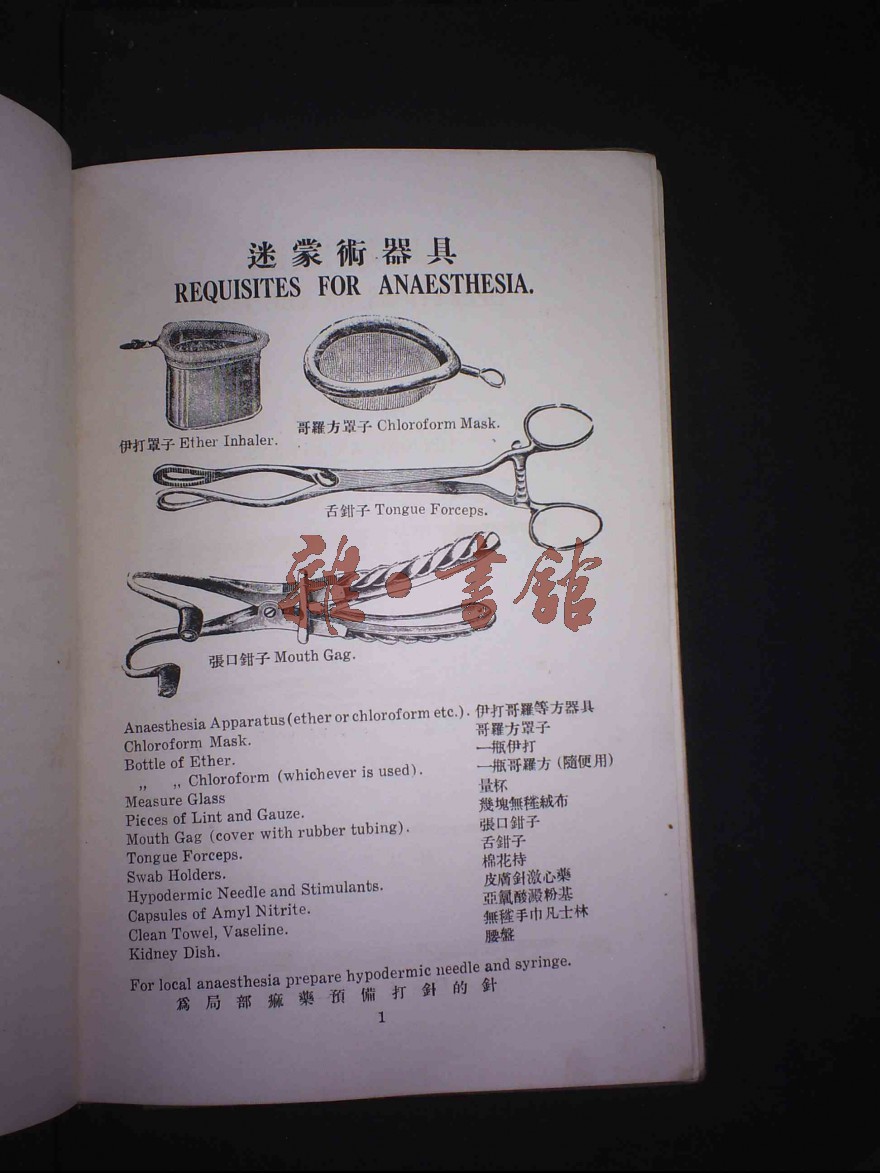 迷蒙術器具
REQUISITES FOR ANAESTHESIA.
伊打罩子 Ether Inhaler.
哥羅方罩子 Chloroform Mask.
舌鉗子 Tongue Forceps.
雜·書舘
張口鉗子 Mouth Gag.
Anaesthesia Apparatus (ether or chloroform etc.). 伊打哥羅等方器具
Chloroform Mask. 哥羅方罩子
Bottle of Ether. 一瓶伊打
„ „ Chloroform (whichever is used). 一瓶哥羅方 (隨便用)
Measure Glass 量杯
Pieces of Lint and Gauze. 幾塊無絨布
Mouth Gag (cover with rubber tubing). 張口鉗子
Tongue Forceps. 舌鉗子
Swab Holders. 棉花持
Hypodermic Needle and Stimulants. 皮膚針激心藥
Capsules of Amyl Nitrite. 亞酸澱粉基
Clean Towel, Vaseline. 無手巾凡士林
Kidney Dish. 腰盤
For local anaesthesia prepare hypodermic needle and syringe.
爲局部痲藥預備打針的針
1